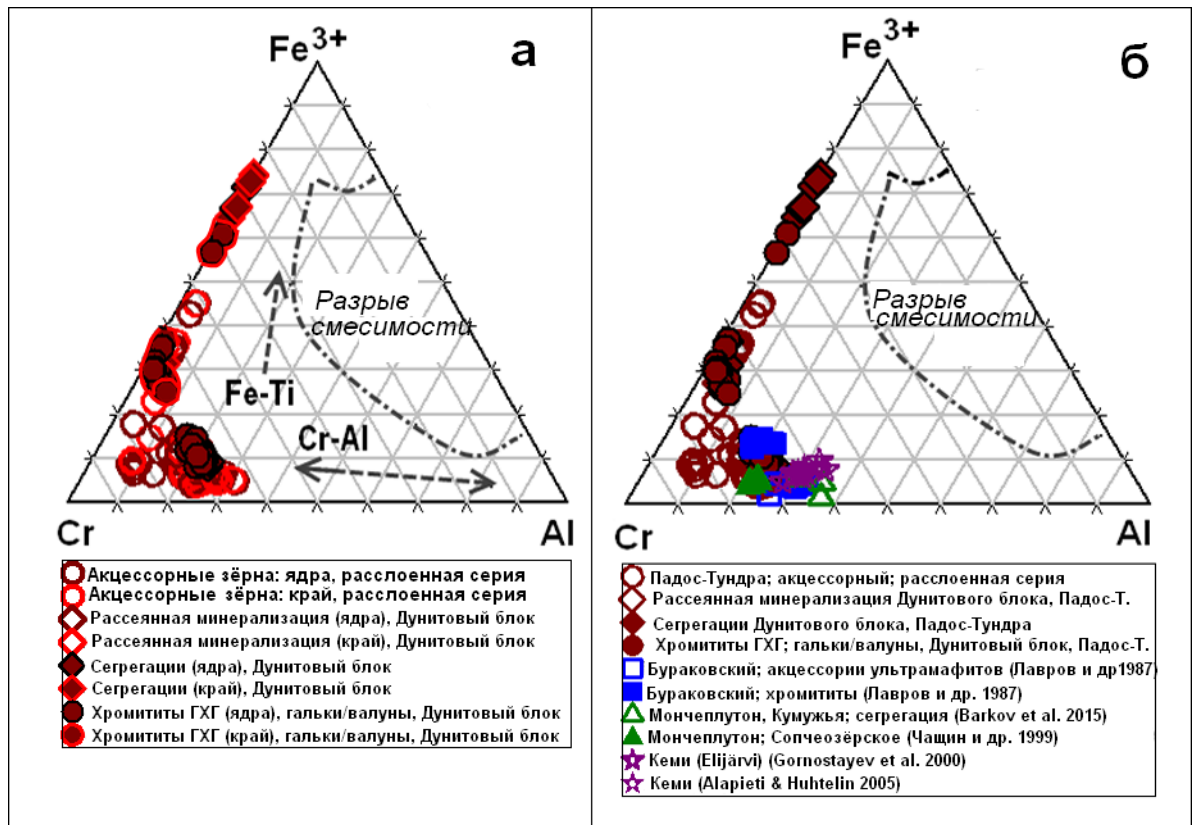 а
Fe3+
Разрыв
смесимости
Fe-Ti
Cr-Al
Cr
Al
Акцессорные зёрна: ядра, расслоенная серия
Акцессорные зёрна: край, расслоенная серия
Рассеянная минерализация (ядра), Дунитовый блок
Рассеянная минерализация (край), Дунитовый блок
Сегрегации (ядра), Дунитовый блок
Сегрегации (край), Дунитовый блок
Хромититы ГХГ (ядра), гальки/валуны, Дунитовый блок
Хромититы ГХГ (край), гальки/валуны, Дунитовый блок
б
Fe3+
Разрыв
смесимости
Cr
Al
Падос-Тундра; акцессорный; расслоенная серия
Рассеянная минерализация Дунитового блока, Падос-Т.
Сегрегации Дунитового блока, Падос-Тундра
Хромититы ГХГ; гальки/валуны, Дунитовый блок, Падос-Т.
Бураковский; акцессории ультрамафитов (Лавров и др1987)
Бураковский; хромититы (Лавров и др. 1987)
Мончеплутон, Кумужья; сегрегация (Barkov et al. 2015)
Мончеплутон; Сопчеозёрское (Чащин и др. 1999)
Кеми (Elijärvi) (Gornostayev et al. 2000)
Кеми (Alapieti & Huhtelin 2005)